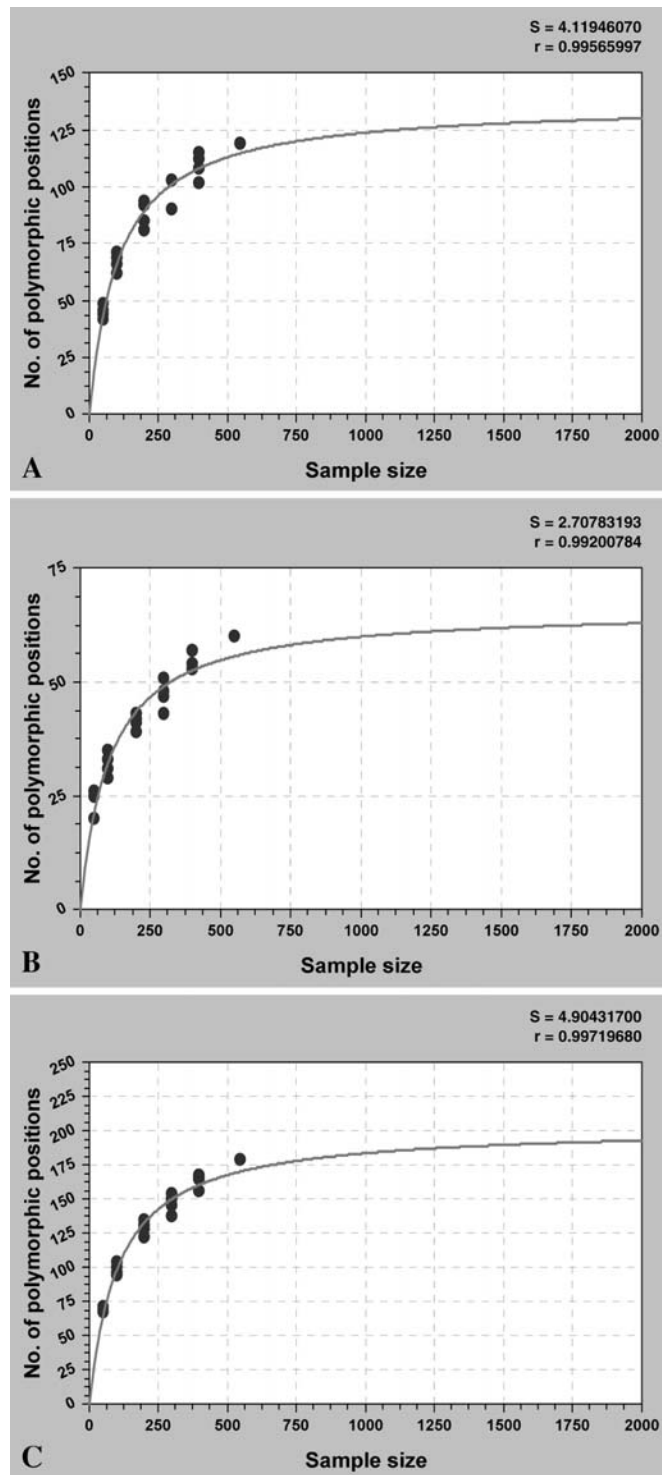 S = 4.11946070
r = 0.99565997
No. of polymorphic positions
150
125
100
75
50
25
0
0 250 500 750 1000 1250 1500 1750 2000
Sample size
A
S = 2.70783193
r = 0.99200784
No. of polymorphic positions
75
50
25
0
0 250 500 750 1000 1250 1500 1750 2000
Sample size
B
S = 4.90431700
r = 0.99719680
No. of polymorphic positions
250
225
200
175
150
125
100
75
50
25
0
0 250 500 750 1000 1250 1500 1750 2000
Sample size
C